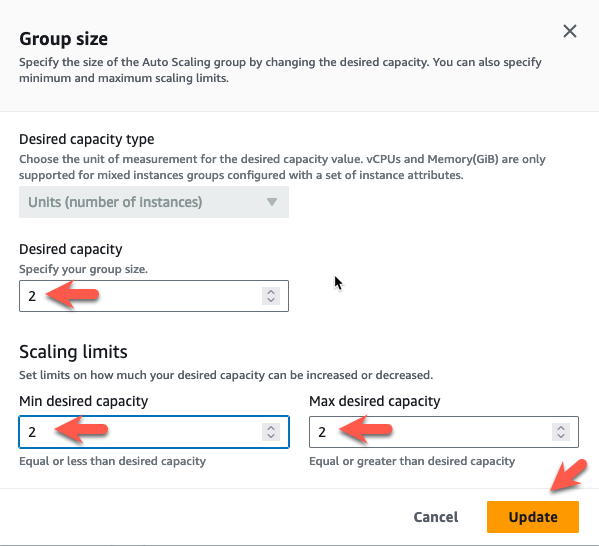 Group size
Specify the size of the Auto Scaling group by changing the desired capacity. You can also specify
minimum and maximum scaling limits.
Desired capacity type
Choose the unit of measurement for the desired capacity value. vCPUs and Memory(GiB) are only
supported for mixed instances groups configured with a set of instance attributes.
Units (number of instances)
Desired capacity
Specify your group size.
2
Scaling limits
Set limits on how much your desired capacity can be increased or decreased.
Min desired capacity
Max desired capacity
2
2
Equal or less than desired capacity
Equal or greater than desired capacity
Cancel
Update